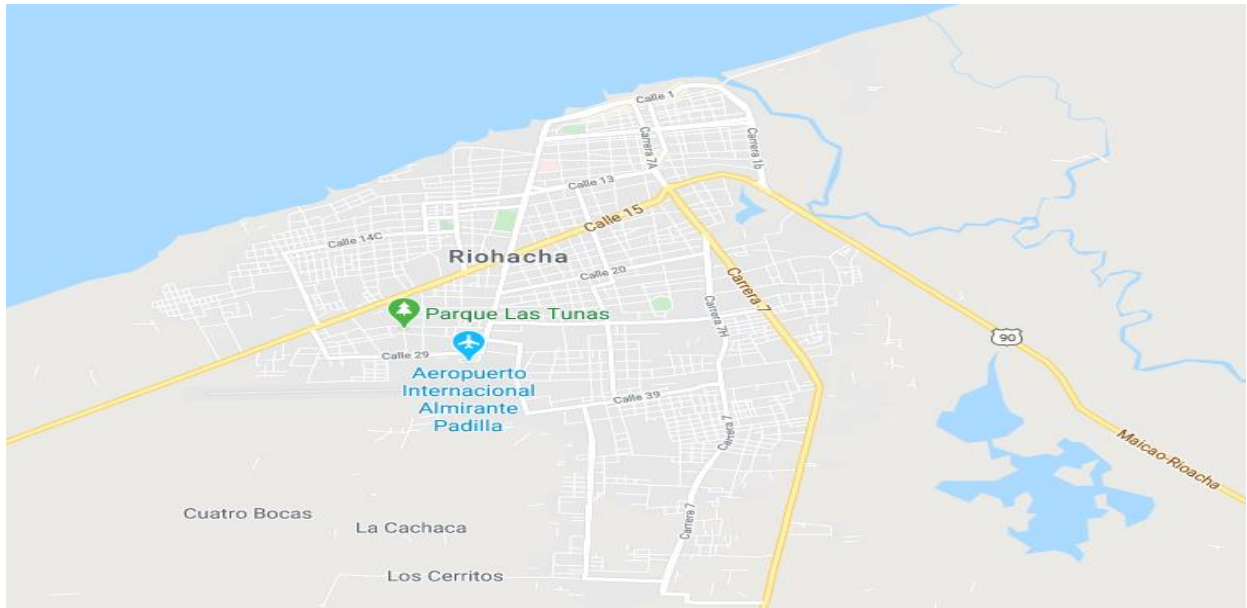 Calle 1
Carrera 7A
Carrera 1b
Calle 13
Calle 15
Calle 14C
Riohacha
Calle 20
Carrera 7
Parque Las Tunas
Carrera 7H
90
Calle 29
Aeropuerto
Internacional
Almirante
Padilla
Calle 39
Carrera 7
Maicao-Rioacha
Cuatro Bocas
La Cachaca
Carrera 7
Los Cerritos